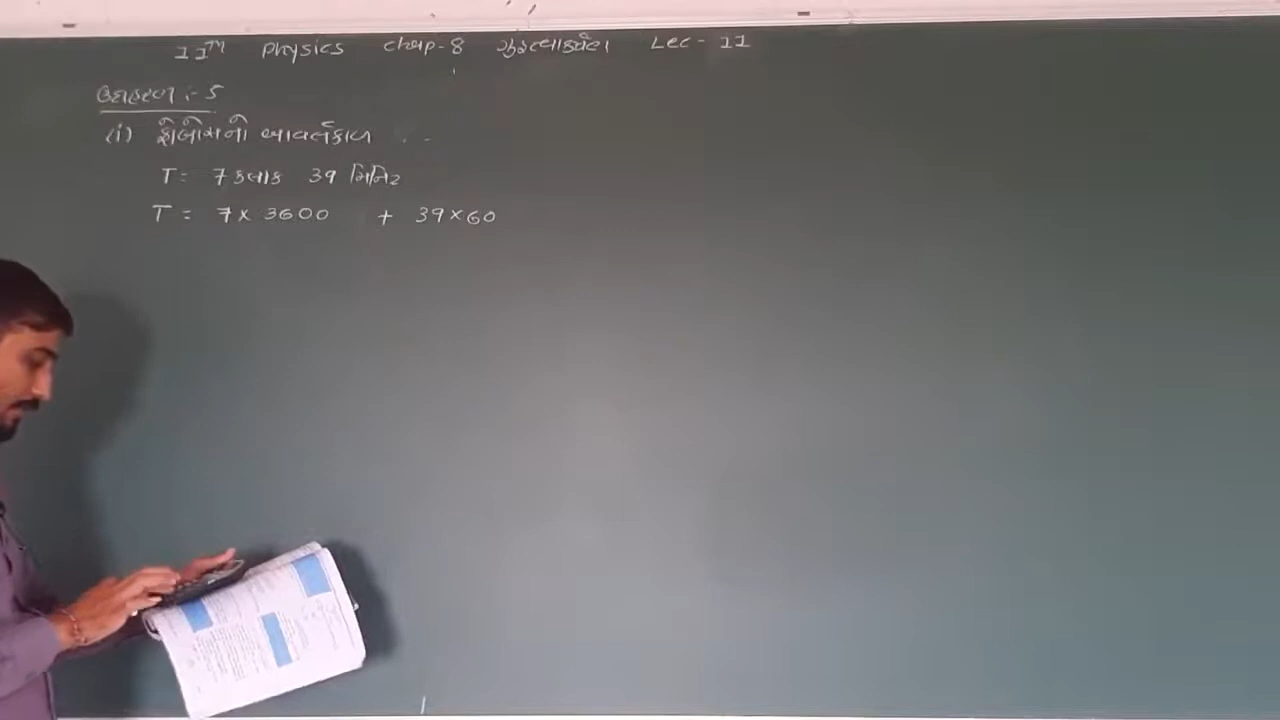 11th Physics chap-8 ગુરુત્વાકર્ષણ Lec-11
ઉદાહરણ :- 5
(i) ફોબોસનો આવર્તકાળ . -
T = 7 કલાક 39 મિનિટ
T = 7 × 3600 + 39 × 60